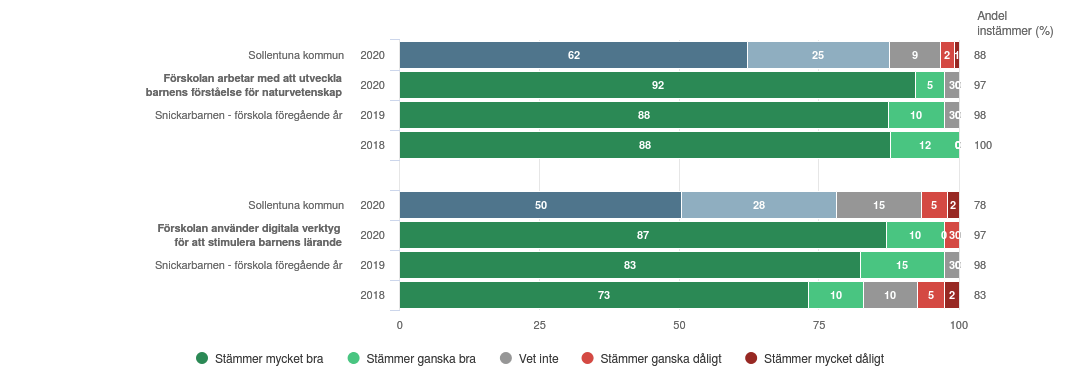 Andel
instämmer (%)
Sollentuna kommun 2020 62 25 9 2 1 88
Förskolan arbetar med att utveckla
barnens förståelse för naturvetenskap
2020 92 5 3 0 97
Snickarbarnen - förskola föregående år 2019 88 10 3 0 98
2018 88 12 0 100
Sollentuna kommun 2020 50 28 15 5 2 78
Förskolan använder digitala verktyg
för att stimulera barnens lärande
2020 87 10 0 3 0 97
Snickarbarnen - förskola föregående år 2019 83 15 3 0 98
2018 73 10 10 5 2 83
0 25 50 75 100
Stämmer mycket bra Stämmer ganska bra Vet inte Stämmer ganska dåligt Stämmer mycket dåligt